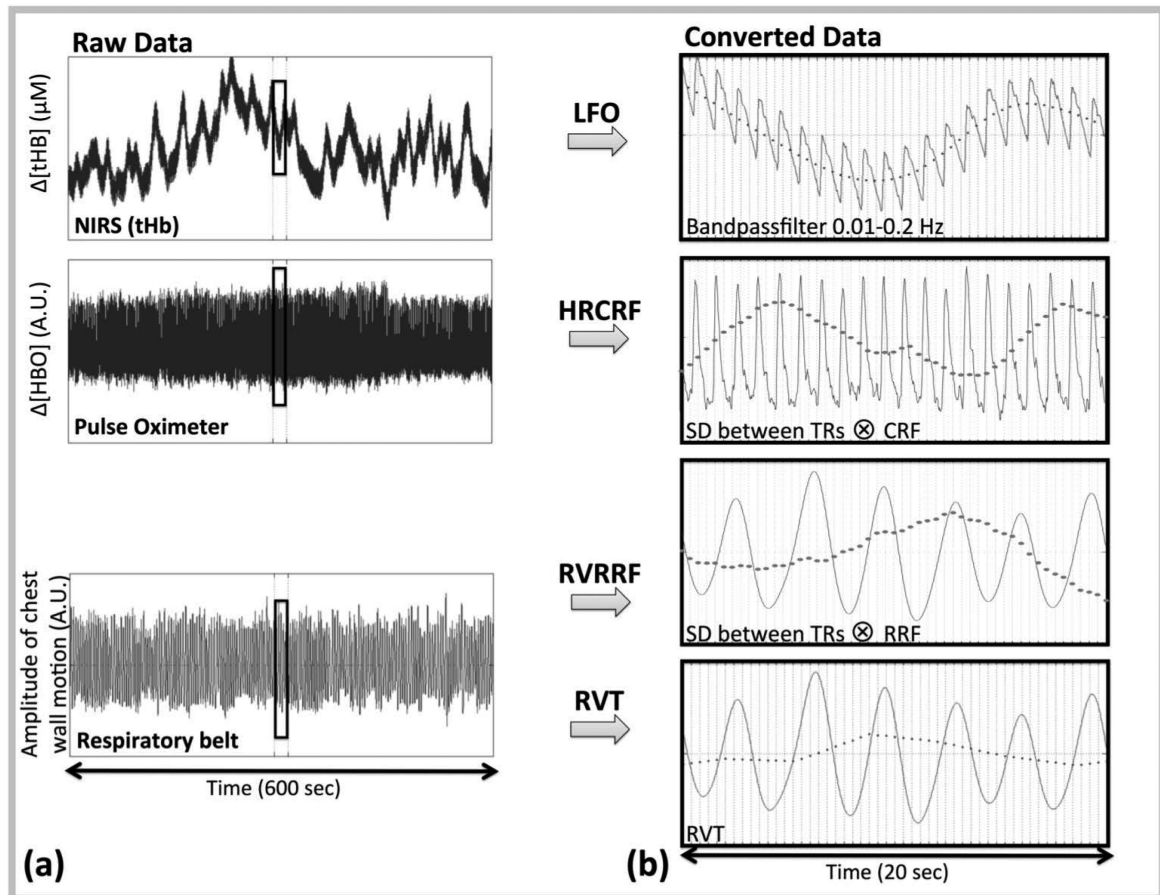 Raw Data
Δ[tHB] (μM)
NIRS (tHb)
Δ[HBO] (A.U.)
Pulse Oximeter
Amplitude of chest
wall motion (A.U.)
Respiratory belt
Time (600 sec)
(a)
LFO
HRCRF
RVRRF
RVT
Converted Data
Bandpassfilter 0.01-0.2 Hz
SD between TRs ⊗ CRF
SD between TRs ⊗ RRF
RVT
Time (20 sec)
(b)